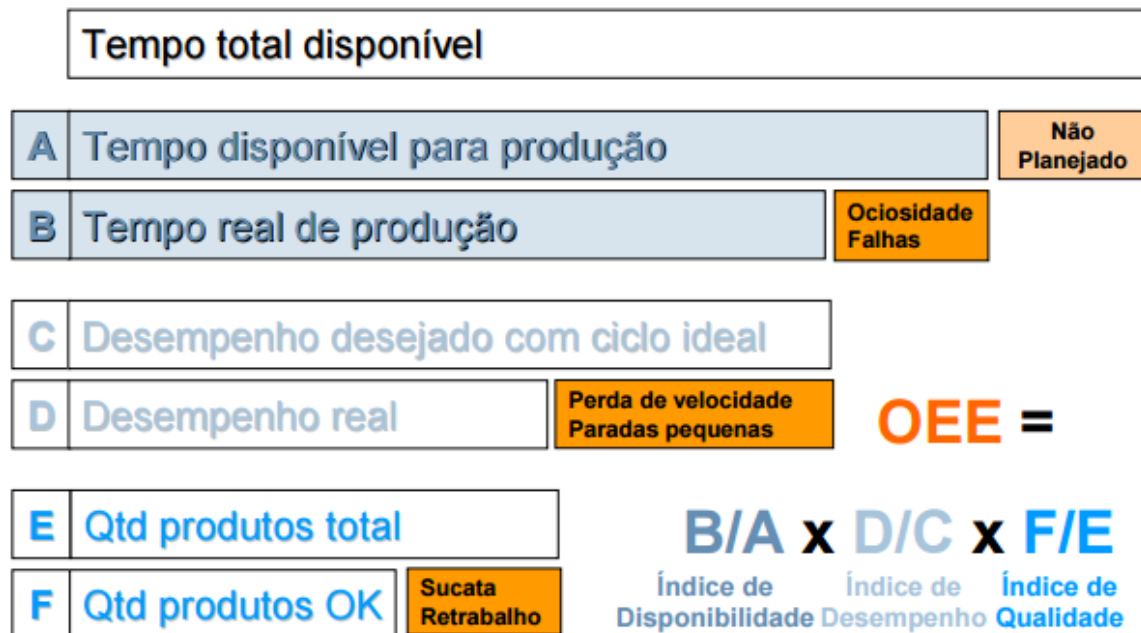 Tempo total disponível
A Tempo disponível para produção
Não
Planejado
B Tempo real de produção
Ociosidade
Falhas
C Desempenho desejado com ciclo ideal
D Desempenho real
Perda de velocidade
Paradas pequenas
OEE =
E Qtd produtos total
B/A x D/C x F/E
F Qtd produtos OK
Sucata
Retrabalho
Índice de
Disponibilidade
Índice de
Desempenho
Índice de
Qualidade